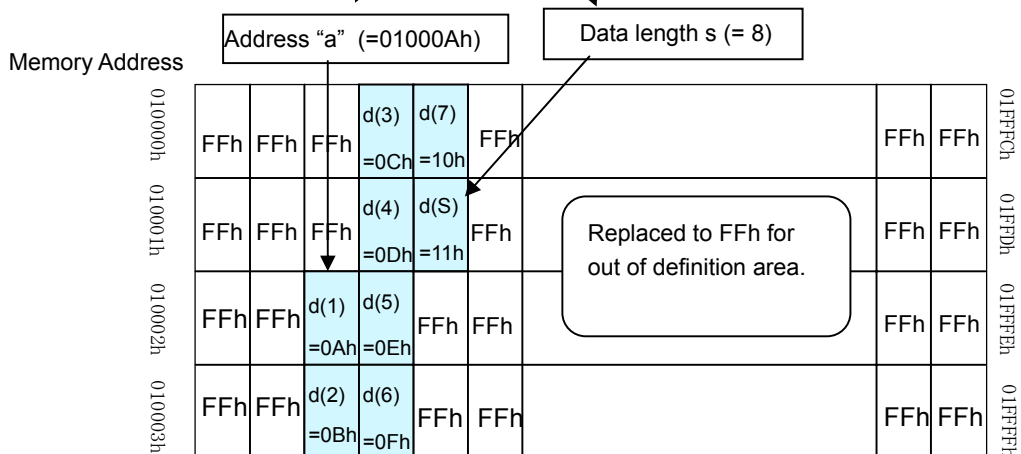 Address “a” (=01000Ah)
Data length s (= 8)
Memory Address
010000h
FFh FFh FFh d(3) d(7) FFh FFh FFh
=0Ch =10h
01FFFCh
010001h
FFh FFh FFh d(4) d(S) FFh FFh FFh
=0Dh =11h
01FFDh
Replaced to FFh for
out of definition area.
010002h
FFh FFh d(1) d(5) FFh FFh FFh FFh
=0Ah =0Eh
01FFFEh
010003h
FFh FFh d(2) d(6) FFh FFh FFh FFh
=0Bh =0Fh
01FFFFh